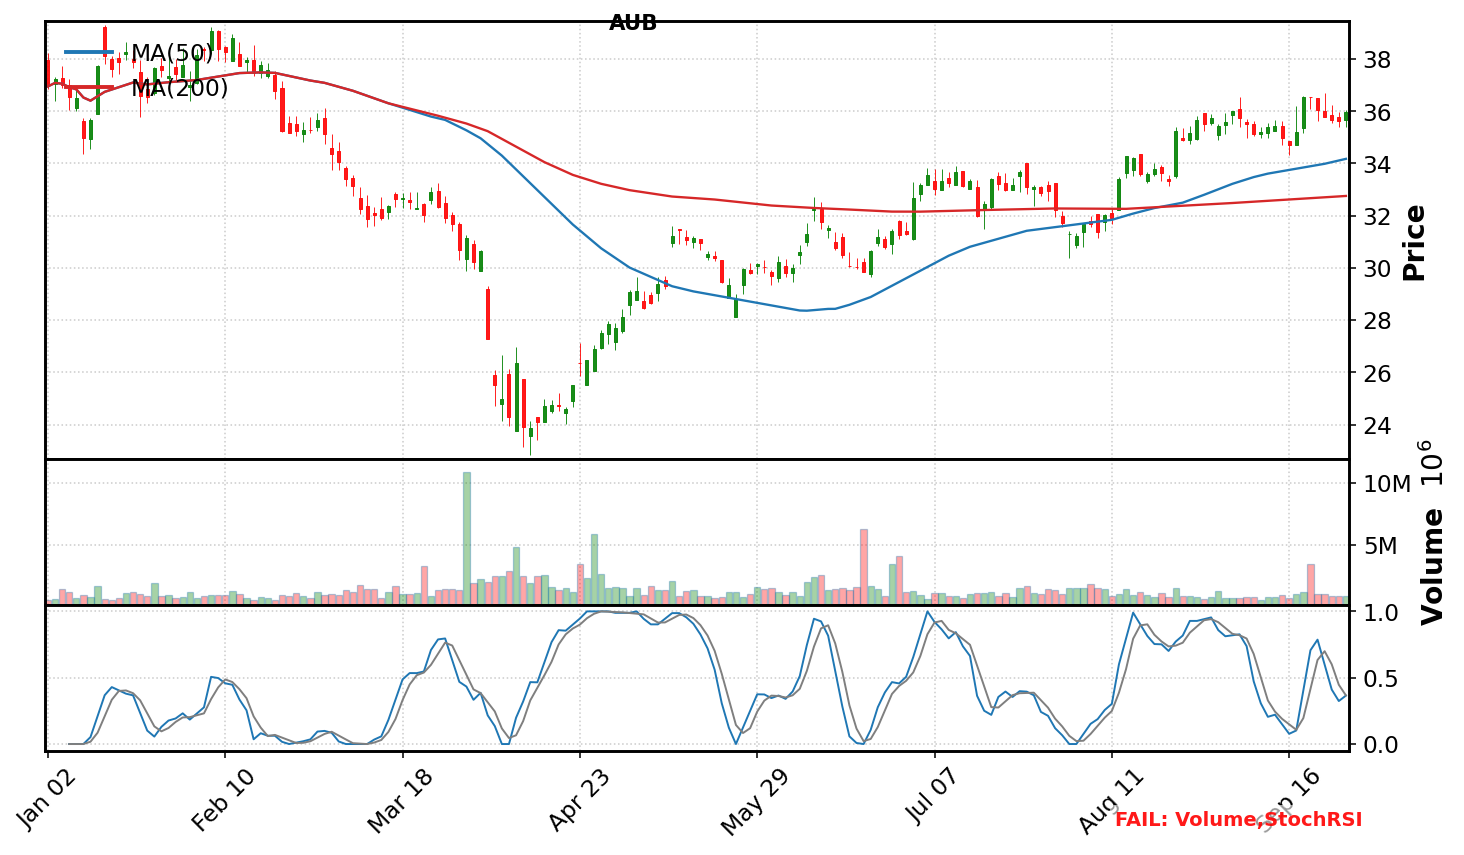 AUB
MA(50)
MA(200)
38
36
34
32
30
28
26
24
Price
10M
5M
Volume 10⁶
1.0
0.5
0.0
Jan 02
Feb 10
Mar 18
Apr 23
May 29
Jul 07
Aug 11
Sep 16
FAIL: Volume,StochRSI